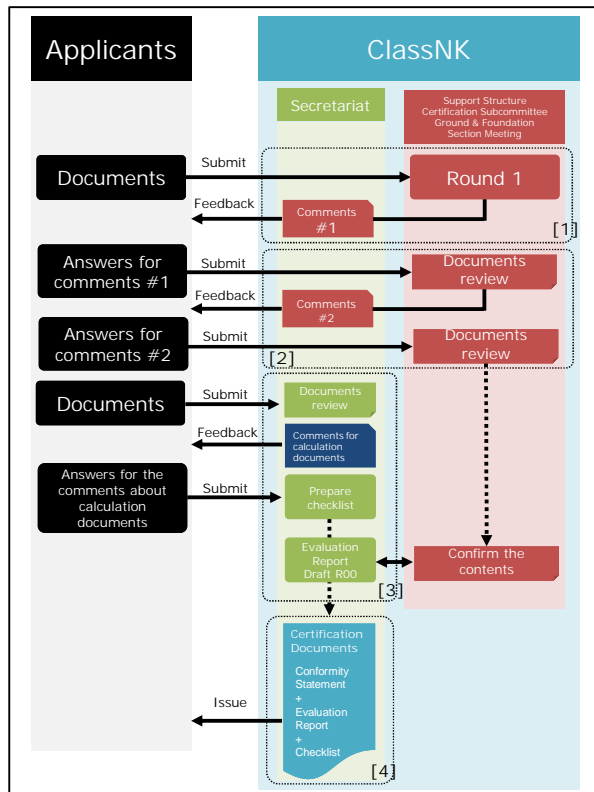 Applicants
ClassNK
Secretariat
Support Structure
Certification Subcommittee
Ground & Foundation
Section Meeting
Documents
Submit
Round 1
Feedback
Comments
#1
[1]
Answers for
comments #1
Submit
Documents
review
Feedback
Comments
#2
Answers for
comments #2
Submit
Documents
review
[2]
Documents
Submit
Documents
review
Feedback
Comments for
calculation
documents
Answers for the
comments about
calculation
documents
Submit
Prepare
checklist
Evaluation
Report
Draft R00
Confirm the
contents
[3]
Certification
Documents
Conformity
Statement
+
Evaluation
Report
+
Checklist
Issue
[4]